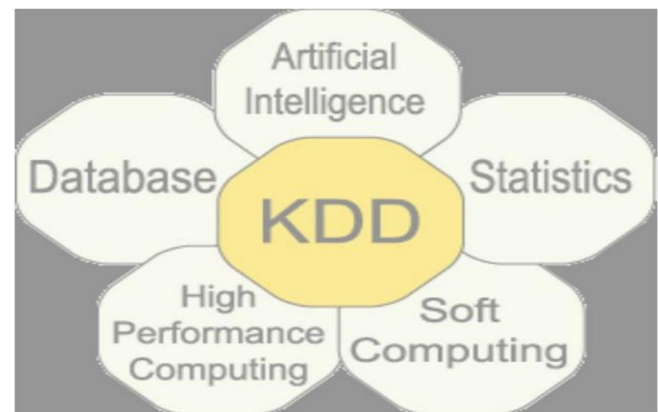 Artificial
Intelligence
Database
Statistics
KDD
High
Performance
Computing
Soft
Computing